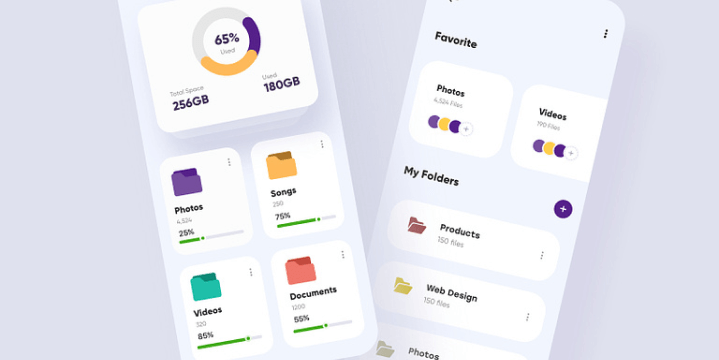 65%
Used
Total Space
256GB
Used
180GB
Photos
4,524
25%
Songs
250
75%
Videos
320
85%
Documents
1200
55%
Favorite
Photos
4,524 Files
Videos
190 Files
My Folders
Products
150 files
Web Design
150 files
Photos